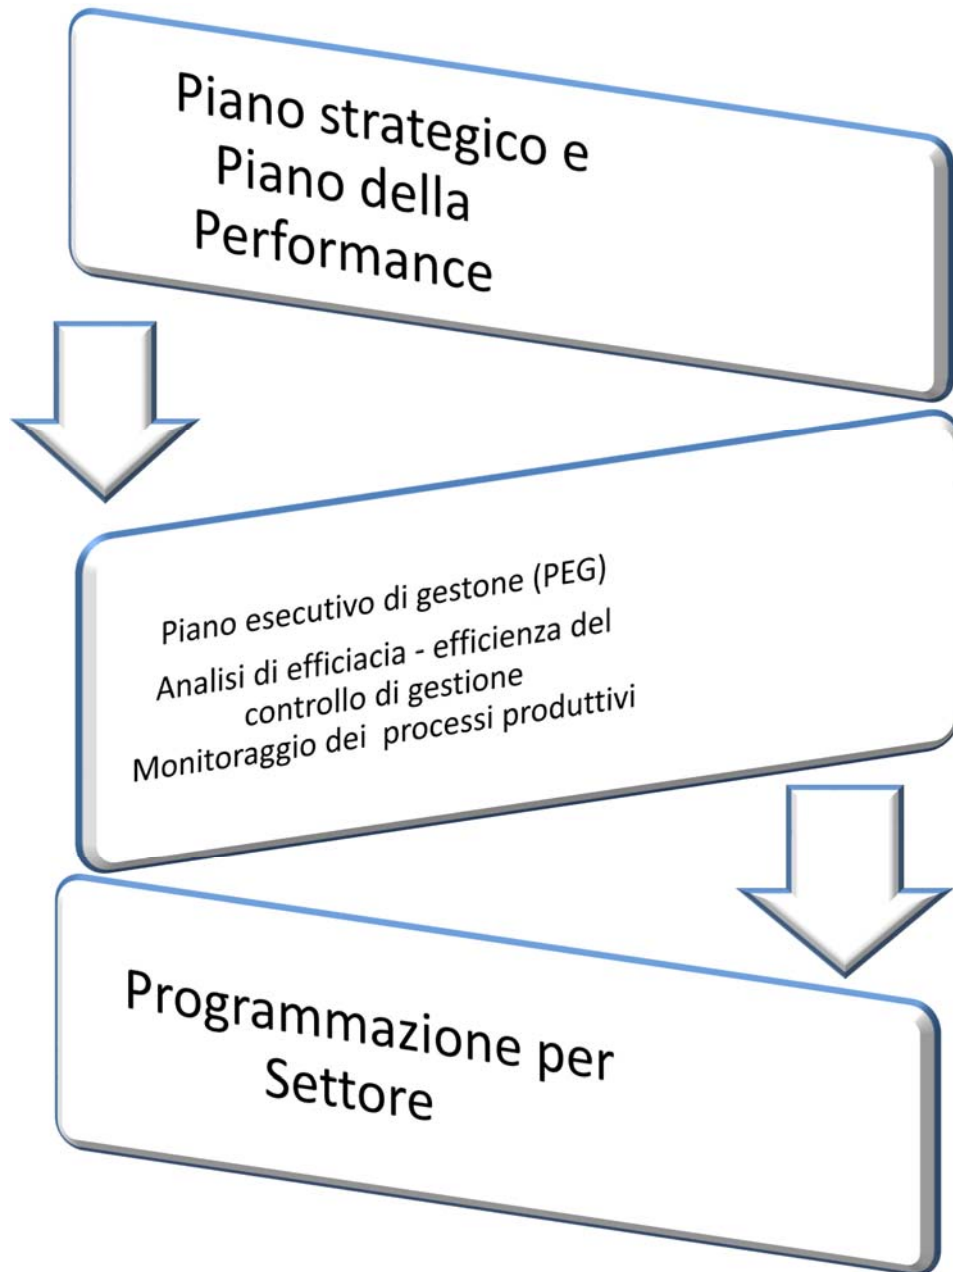 Piano strategico e
Piano della
Performance
Piano esecutivo di gestone (PEG)
Analisi di efficiacia - efficienza del
controllo di gestione
Monitoraggio dei processi produttivi
Programmazione per
Settore